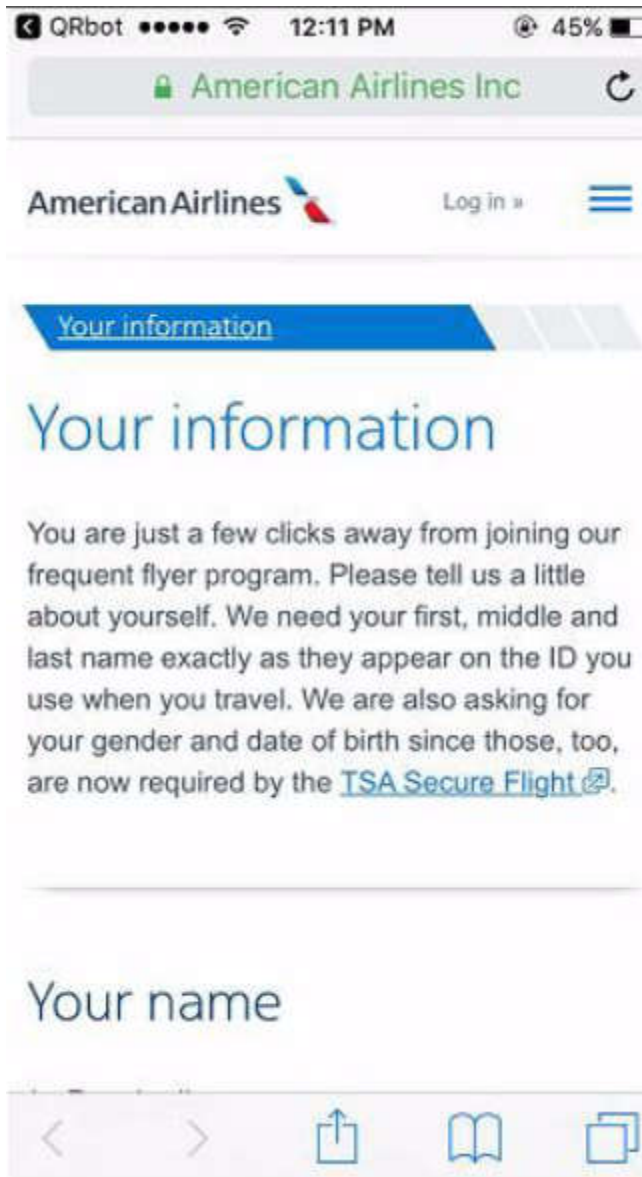 QRbot 12:11 PM 45%
American Airlines Inc
American Airlines Log in »
Your information
Your information
You are just a few clicks away from joining our
frequent flyer program. Please tell us a little
about yourself. We need your first, middle and
last name exactly as they appear on the ID you
use when you travel. We are also asking for
your gender and date of birth since those, too,
are now required by the TSA Secure Flight.
Your name